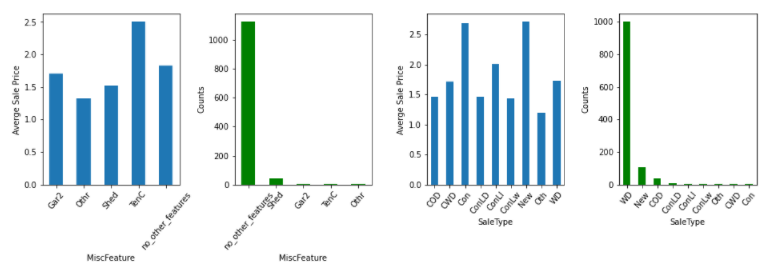 Averge Sale Price
2.5
2.0
1.5
1.0
0.5
0.0
Gar2
Othr
Shed
TenC
no_other_features
MiscFeature
Counts
1000
800
600
400
200
0
no_other_features
Shed
Gar2
TenC
Othr
MiscFeature
Averge Sale Price
2.5
2.0
1.5
1.0
0.5
0.0
COD
CWD
Con
ConLD
ConLI
ConLw
New
Oth
WD
SaleType
Counts
1000
800
600
400
200
0
WD
New
COD
ConLD
ConLI
ConLw
Oth
CWD
Con
SaleType